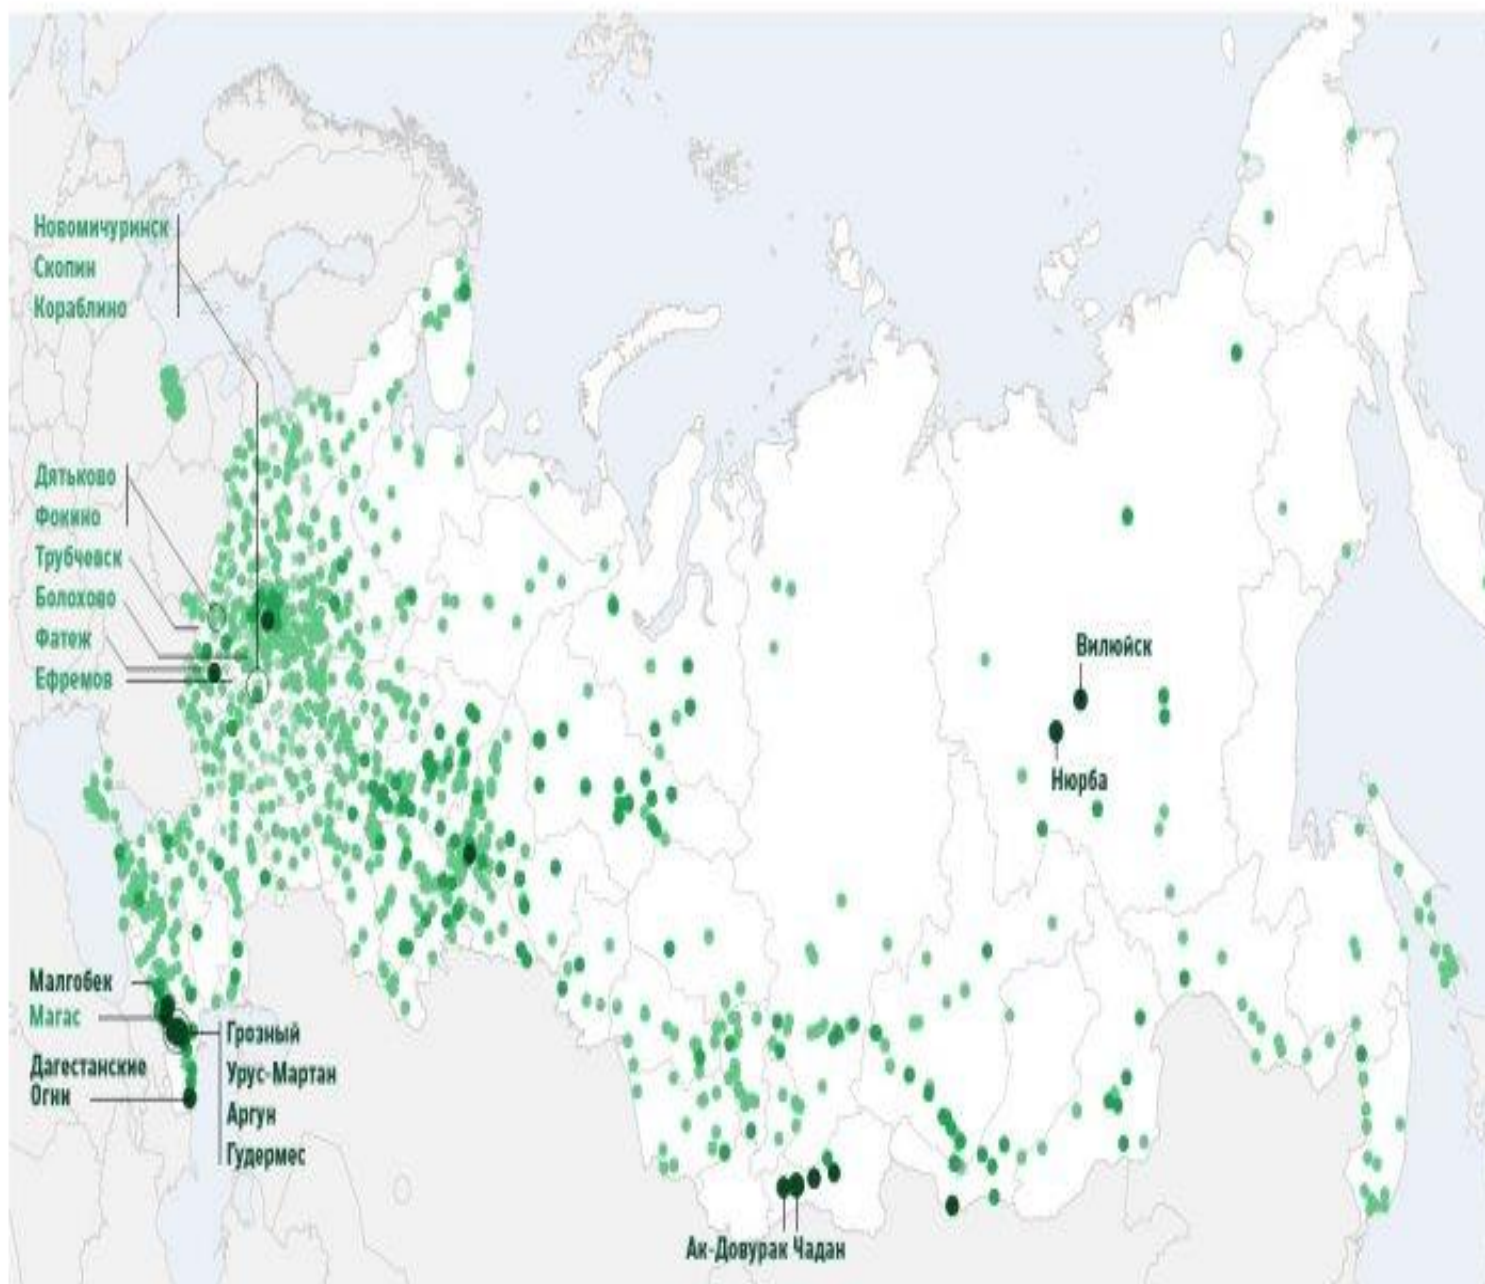 Новомичуринск
Скопин
Кораблино
Дятьково
Фокино
Трубчевск
Болохово
Фатеж
Ефремов
Вилюйск
Нюрба
Малгобек
Магас
Дагестанские
Огни
Грозный
Урус-Мартан
Аргун
Гудермес
Ак-Довурак Чадан